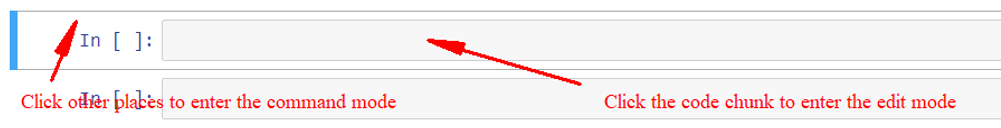 In [ ]:
In [ ]:
Click other places to enter the command mode
Click the code chunk to enter the edit mode